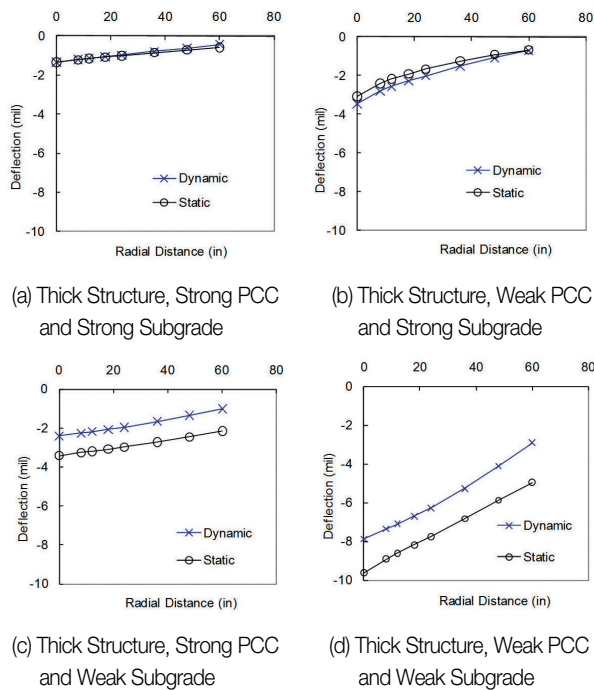 0 20 40 60 80
0
-2
-4
-6
-8
-10
Deflection (mil)
Dynamic
Static
Radial Distance (in)
(a) Thick Structure, Strong PCC
and Strong Subgrade
0 20 40 60 80
0
-2
-4
-6
-8
-10
Deflection (mil)
Dynamic
Static
Radial Distance (in)
(b) Thick Structure, Weak PCC
and Strong Subgrade
0 20 40 60 80
0
-2
-4
-6
-8
-10
Deflection (mil)
Dynamic
Static
Radial Distance (in)
(c) Thick Structure, Strong PCC
and Weak Subgrade
0 20 40 60 80
0
-2
-4
-6
-8
-10
Deflection (mil)
Dynamic
Static
Radial Distance (in)
(d) Thick Structure, Weak PCC
and Weak Subgrade